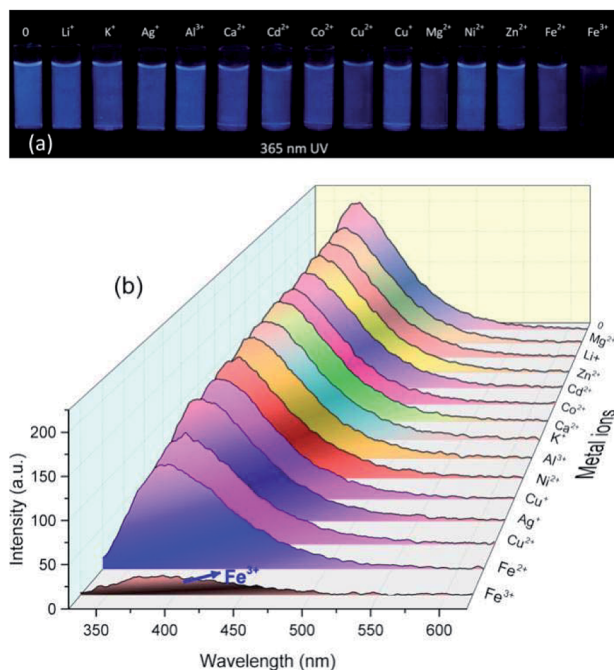 0 Li⁺ K⁺ Ag⁺ Al³⁺ Ca²⁺ Cd²⁺ Co²⁺ Cu²⁺ Cu⁺ Mg²⁺ Ni²⁺ Zn²⁺ Fe²⁺ Fe³⁺
(a)
365 nm UV
(b)
0
Mg²⁺
Li+
Zn²⁺
Cd²⁺
Co²⁺
Ca²⁺
K⁺
Al³⁺
Ni²⁺
Cu⁺
Ag⁺
Cu²⁺
Fe²⁺
Fe³⁺
Metal ions
200
150
100
50
0
Intensity (a.u.)
Fe³⁺
350 400 450 500 550 600
Wavelength (nm)